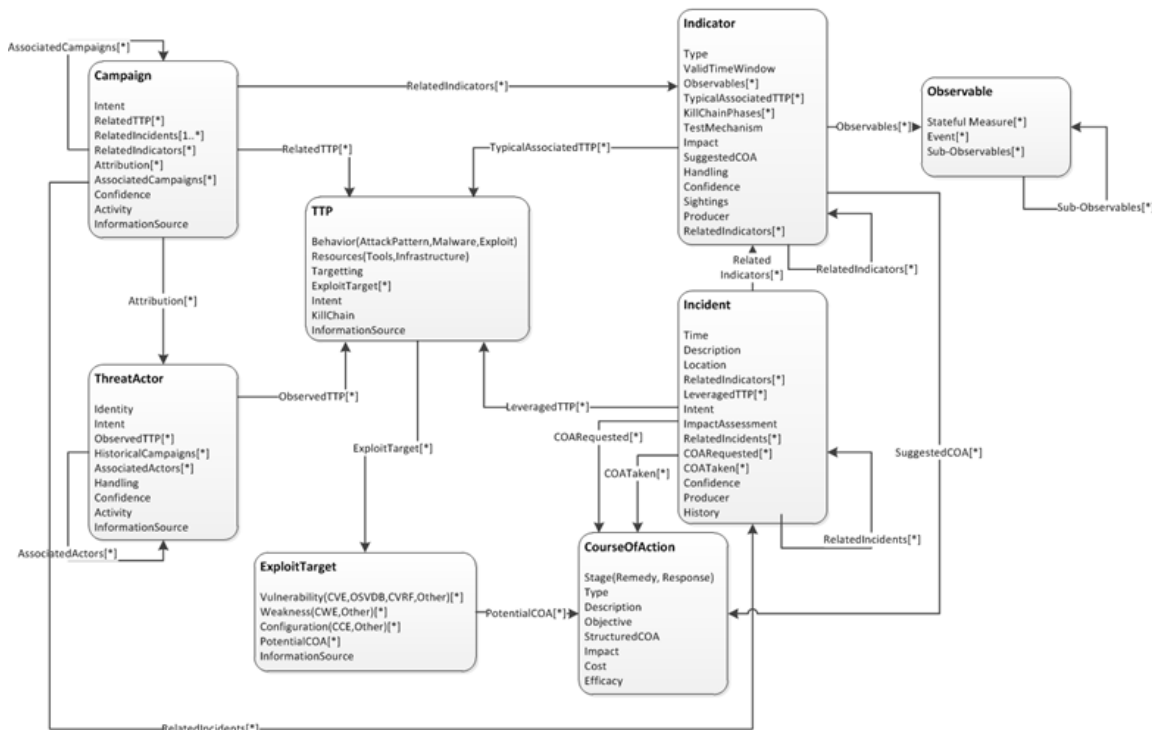 AssociatedCampaigns[*]
Campaign
Intent
RelatedTTP[*]
RelatedIncidents[1..*]
RelatedIndicators[*]
Attribution[*]
AssociatedCampaigns[*]
Confidence
Activity
InformationSource
RelatedIndicators[*]
RelatedTTP[*]
TypicalAssociatedTTP[*]
Indicator
Type
ValidTimeWindow
Observables[*]
TypicalAssociatedTTP[*]
KillChainPhases[*]
TestMechanism
Impact
SuggestedCOA
Handling
Confidence
Sightings
Producer
RelatedIndicators[*]
Observables[*]
Observable
Stateful Measure[*]
Event[*]
Sub-Observables[*]
Sub-Observables[*]
TTP
Behavior(AttackPattern,Malware,Exploit)
Resources(Tools,Infrastructure)
Targetting
ExploitTarget[*]
Intent
KillChain
InformationSource
Related
Indicators[*]
RelatedIndicators[*]
Attribution[*]
Incident
Time
Description
Location
RelatedIndicators[*]
LeveragedTTP[*]
Intent
ImpactAssessment
RelatedIncidents[*]
COARequested[*]
COATaken[*]
Confidence
Producer
History
ThreatActor
Identity
Intent
ObservedTTP[*]
HistoricalCampaigns[*]
AssociatedActors[*]
Handling
Confidence
Activity
InformationSource
ObservedTTP[*]
LeveragedTTP[*]
ExploitTarget[*]
COARequested[*]
COATaken[*]
SuggestedCOA[*]
RelatedIncidents[*]
AssociatedActors[*]
ExploitTarget
Vulnerability(CVE,OSVDB,CVRF,Other)[*]
Weakness(CWE,Other)[*]
Configuration(CCE,Other)[*]
PotentialCOA[*]
InformationSource
PotentialCOA[*]
CourseOfAction
Stage(Remedy, Response)
Type
Description
Objective
StructuredCOA
Impact
Cost
Efficacy
RelatedIncidents[*]